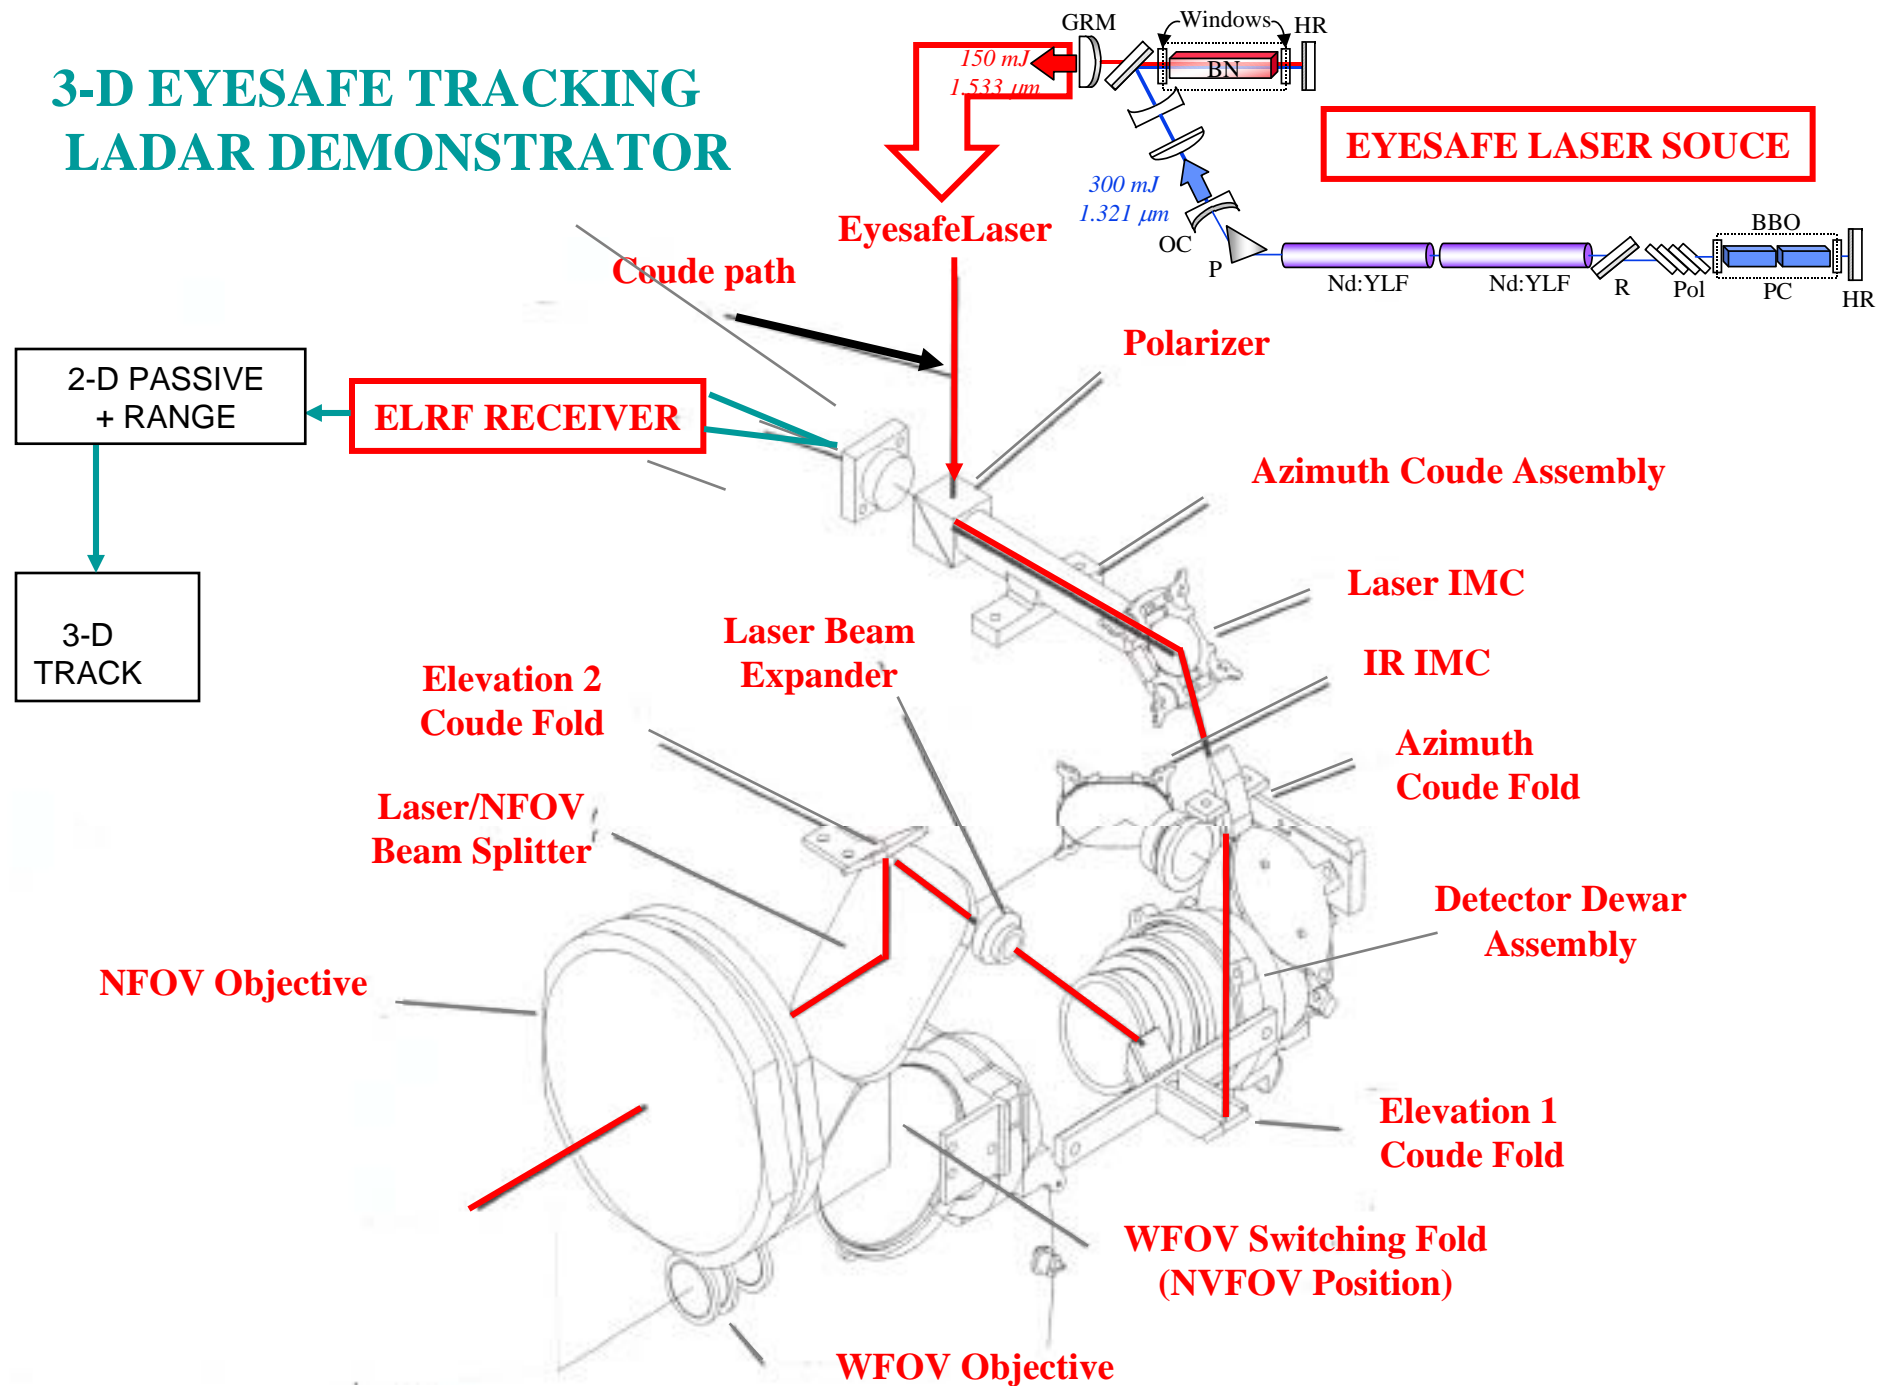 3-D EYESAFE TRACKING
LADAR DEMONSTRATOR
GRM
Windows
HR
150 mJ
1.533 μm
BN
EYESAFE LASER SOUCE
300 mJ
1.321 μm
OC
P
Nd:YLF
Nd:YLF
R
Pol
BBO
PC
HR
EyesafeLaser
Coude path
Polarizer
2-D PASSIVE
+ RANGE
ELRF RECEIVER
Azimuth Coude Assembly
Laser IMC
3-D
TRACK
Laser Beam
Expander
IR IMC
Elevation 2
Coude Fold
Azimuth
Coude Fold
Laser/NFOV
Beam Splitter
Detector Dewar
Assembly
NFOV Objective
Elevation 1
Coude Fold
WFOV Switching Fold
(NVFOV Position)
WFOV Objective